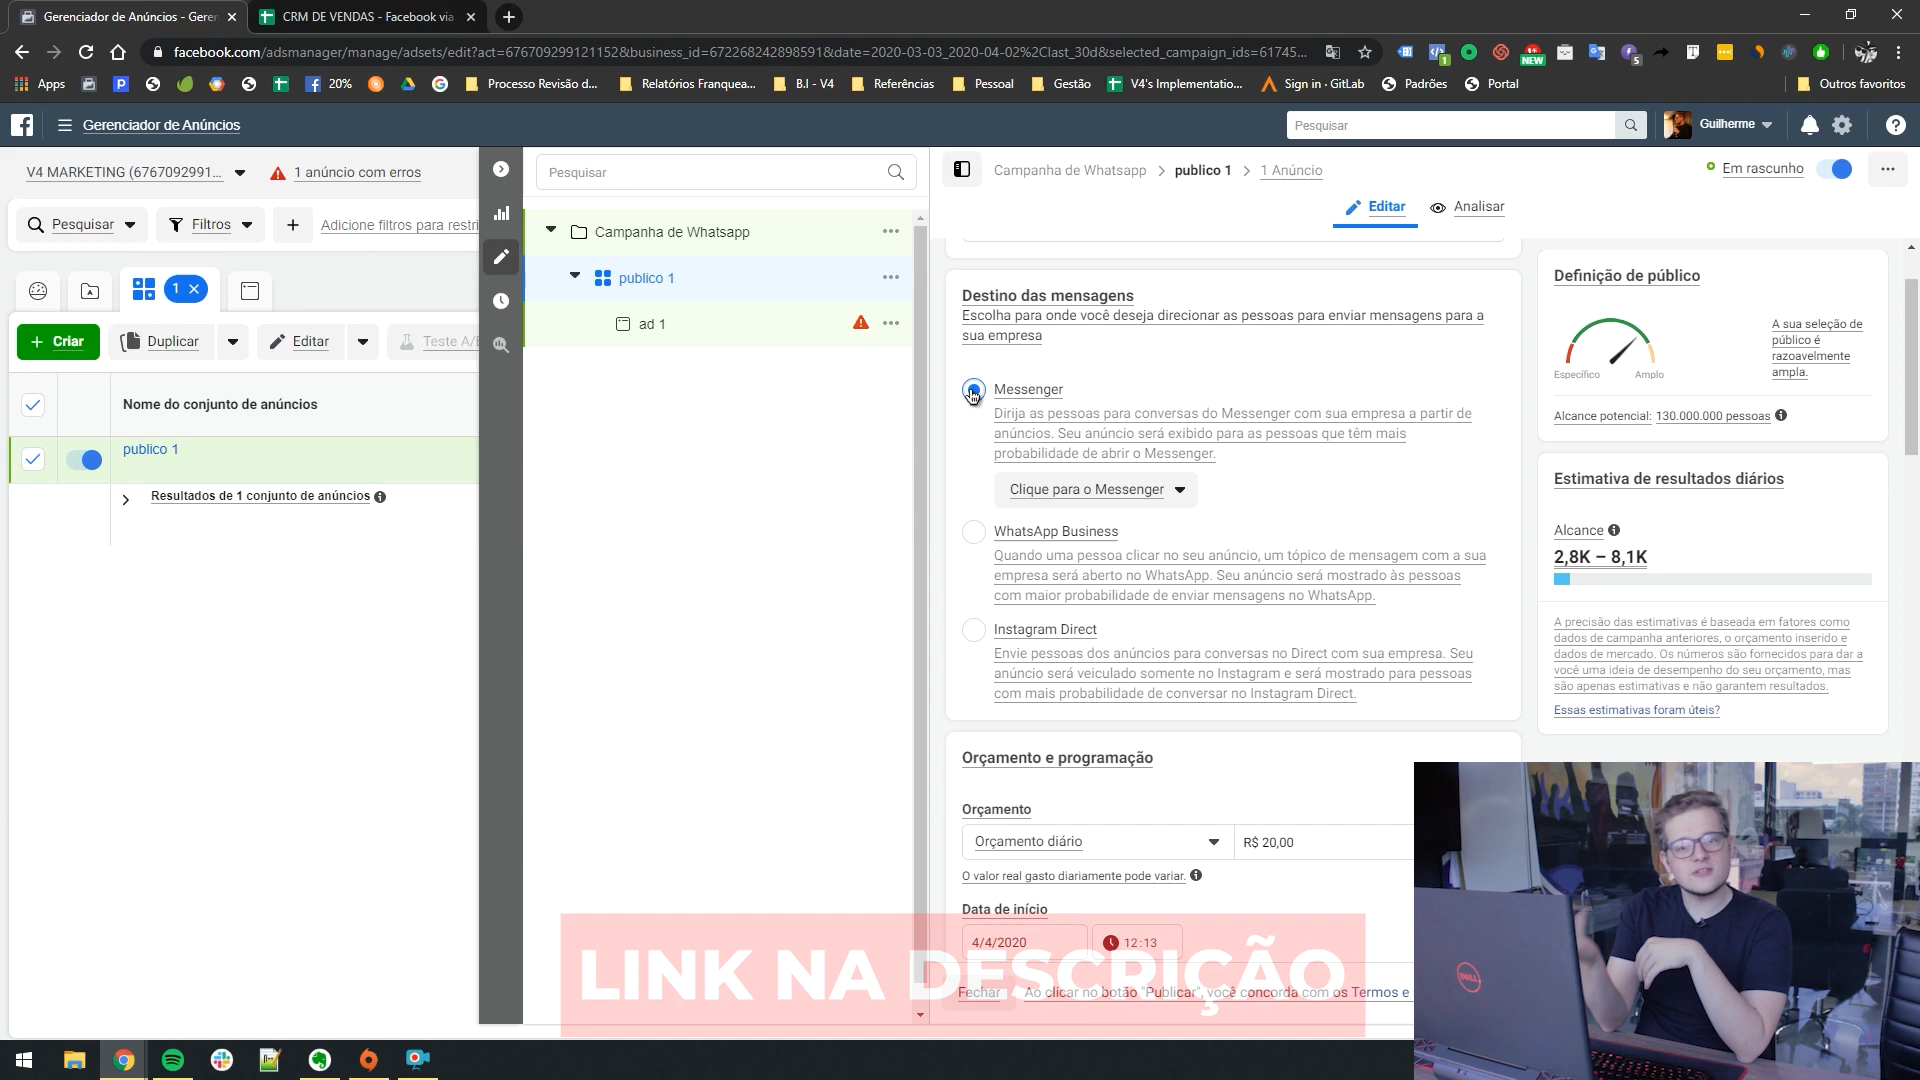 Gerenciador de Anúncios - Geren
CRM DE VENDAS - Facebook via
facebook.com/adsmanager/manage/adsets/edit?act=676709299121152&business_id=672268242898591&date=2020-03-03_2020-04-02%2Clast_30d&selected_campaign_ids=61745...
1
NEW
5
Apps
20%
Processo Revisão d...
Relatórios Franquea...
B.I - V4
Referências
Pessoal
Gestão
V4's Implementatio...
Sign in · GitLab
Padrões
Portal
Outros favoritos
Gerenciador de Anúncios
Pesquisar
Guilherme
V4 MARKETING (6767092991...
1 anúncio com erros
Pesquisar
Filtros
Adicione filtros para restri
1
Criar
Duplicar
Editar
Teste A/B
Nome do conjunto de anúncios
publico 1
Resultados de 1 conjunto de anúncios
Pesquisar
Campanha de Whatsapp
publico 1
ad 1
Campanha de Whatsapp
publico 1
1 Anúncio
Em rascunho
Editar
Analisar
Destino das mensagens
Escolha para onde você deseja direcionar as pessoas para enviar mensagens para a
sua empresa
Messenger
Dirija as pessoas para conversas do Messenger com sua empresa a partir de
anúncios. Seu anúncio será exibido para as pessoas que têm mais
probabilidade de abrir o Messenger.
Clique para o Messenger
WhatsApp Business
Quando uma pessoa clicar no seu anúncio, um tópico de mensagem com a sua
empresa será aberto no WhatsApp. Seu anúncio será mostrado às pessoas
com maior probabilidade de enviar mensagens no WhatsApp.
Instagram Direct
Envie pessoas dos anúncios para conversas no Direct com sua empresa. Seu
anúncio será veiculado somente no Instagram e será mostrado para pessoas
com mais probabilidade de conversar no Instagram Direct.
Orçamento e programação
Orçamento
Orçamento diário
R$ 20,00
O valor real gasto diariamente pode variar.
Data de início
4/4/2020
12:13
Fechar
Ao clicar no botão "Publicar", você concorda com os Termos e
LINK NA DESCRIÇÃO
Definição de público
Específico
Amplo
A sua seleção de
público é
razoavelmente
ampla.
Alcance potencial: 130.000.000 pessoas
Estimativa de resultados diários
Alcance
2,8K – 8,1K
A precisão das estimativas é baseada em fatores como
dados de campanha anteriores, o orçamento inserido e
dados de mercado. Os números são fornecidos para dar a
você uma ideia de desempenho do seu orçamento, mas
são apenas estimativas e não garantem resultados.
Essas estimativas foram úteis?
DELL